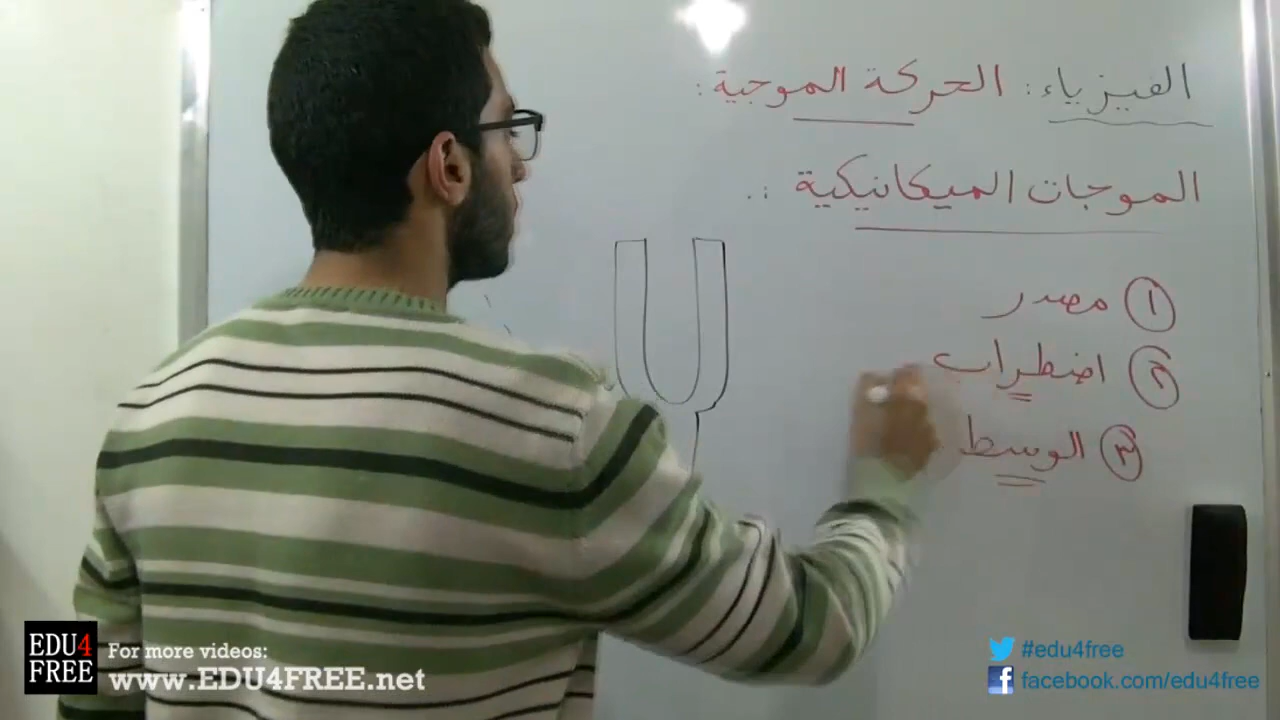 الفيزياء: الحركة الموجية:
الموجات الميكانيكية :.
١ مصدر
٢ اضطراب
٣ الوسط
EDU4
FREE
For more videos:
www.EDU4FREE.net
#edu4free
facebook.com/edu4free